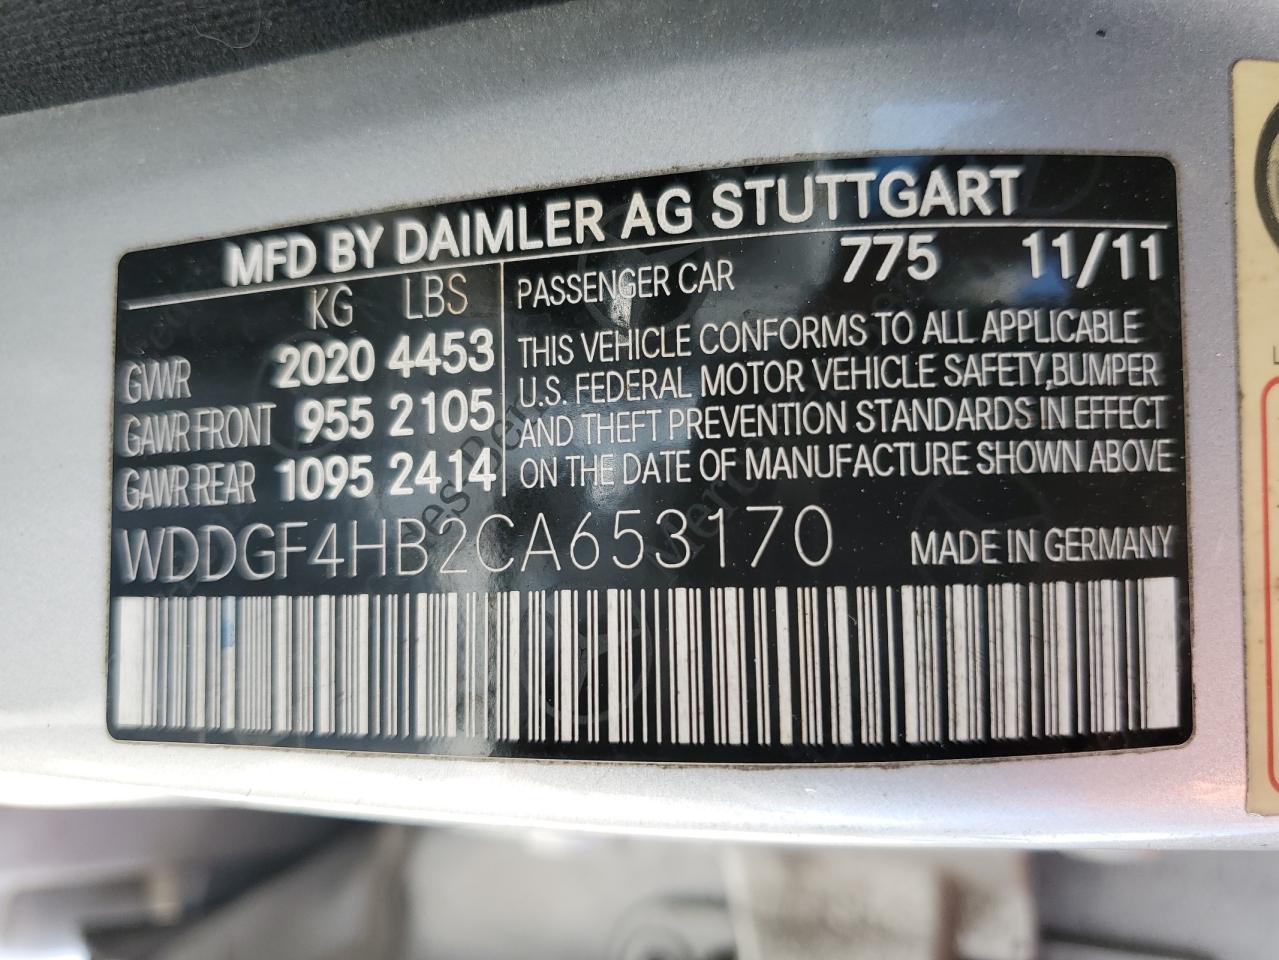 MFD BY DAIMLER AG STUTTGART
KG LBS
GVWR 2020 4453
GAWR FRONT 955 2105
GAWR REAR 1095 2414
PASSENGER CAR 775 11/11
THIS VEHICLE CONFORMS TO ALL APPLICABLE
U.S. FEDERAL MOTOR VEHICLE SAFETY,BUMPER
AND THEFT PREVENTION STANDARDS IN EFFECT
ON THE DATE OF MANUFACTURE SHOWN ABOVE
WDDGF4HB2CA653170 MADE IN GERMANY